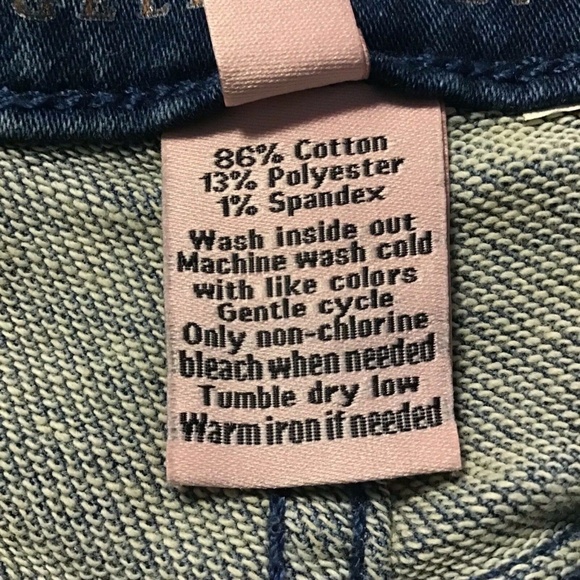 86% Cotton
13% Polyester
1% Spandex
Wash inside out
Machine wash cold
with like colors
Gentle cycle
Only non-chlorine
bleach when needed
Tumble dry low
Warm iron if needed